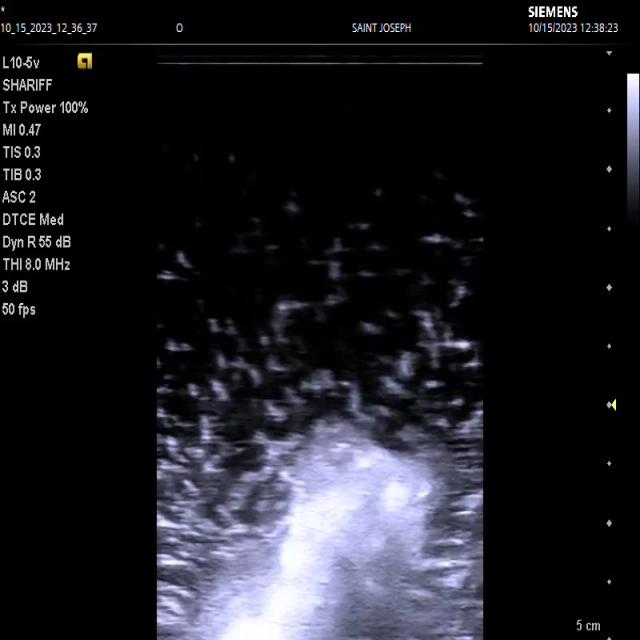 *
SIEMENS
10_15_2023_12_36_37 O SAINT JOSEPH 10/15/2023 12:38:23
L10-5v
SHARIFF
Tx Power 100%
MI 0.47
TIS 0.3
TIB 0.3
ASC 2
DTCE Med
Dyn R 55 dB
THI 8.0 MHz
3 dB
50 fps
5 cm